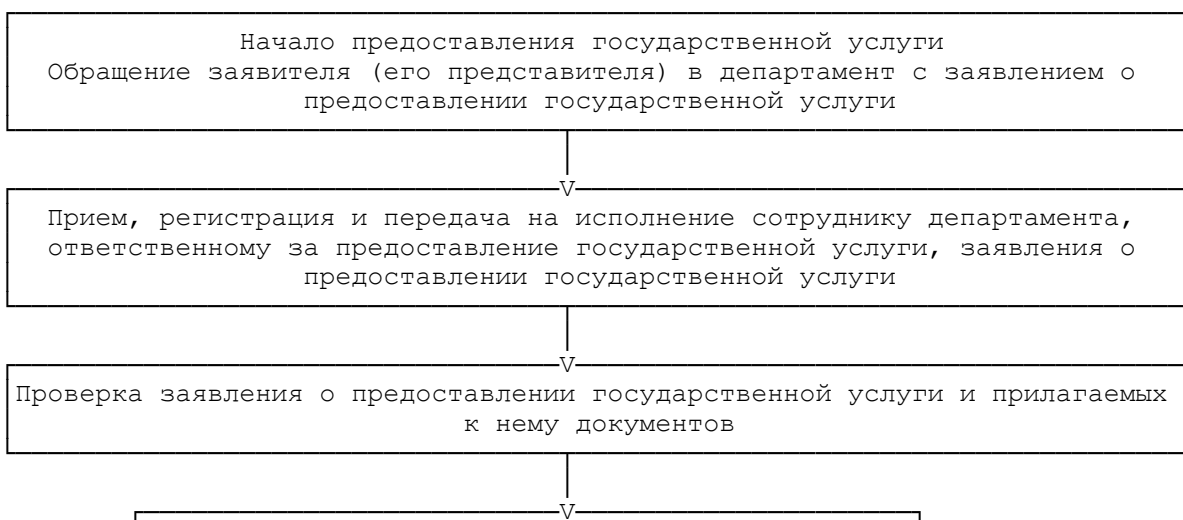 Начало предоставления государственной услуги
Обращение заявителя (его представителя) в департамент с заявлением о
предоставлении государственной услуги
V
Прием, регистрация и передача на исполнение сотруднику департамента,
ответственному за предоставление государственной услуги, заявления о
предоставлении государственной услуги
V
Проверка заявления о предоставлении государственной услуги и прилагаемых
к нему документов
V